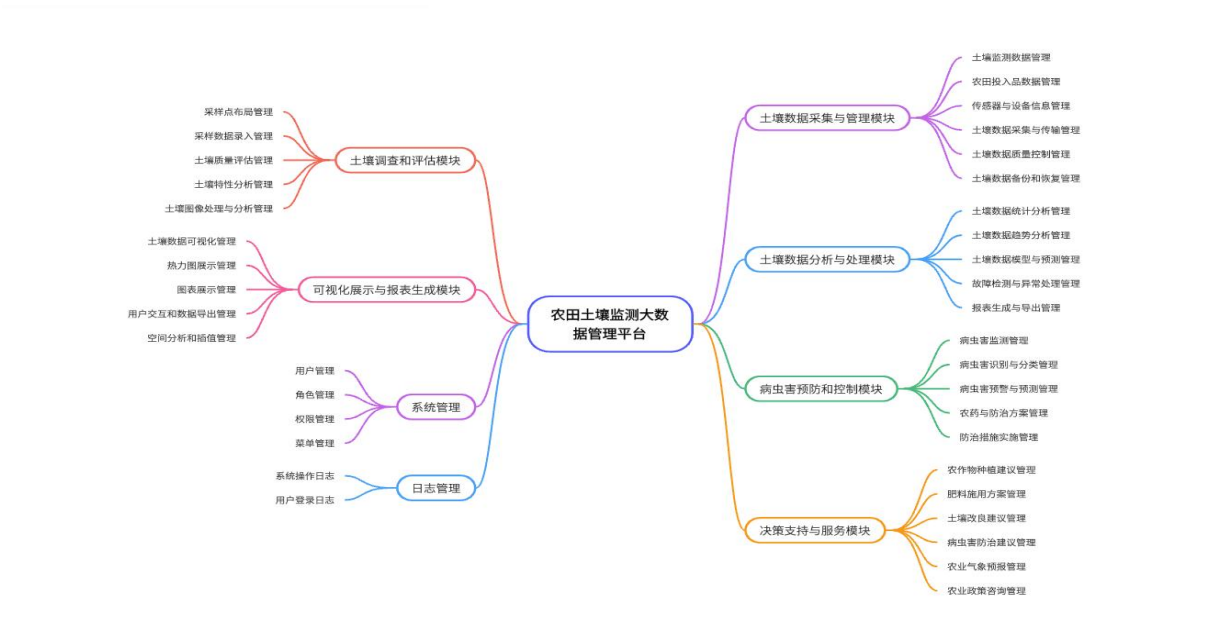 农田土壤监测大数
据管理平台
土壤数据采集与管理模块
土壤监测数据管理
农田投入品数据管理
传感器与设备信息管理
土壤数据采集与传输管理
土壤数据质量控制管理
土壤数据备份和恢复管理
土壤数据分析与处理模块
土壤数据统计分析管理
土壤数据趋势分析管理
土壤数据模型与预测管理
故障检测与异常处理管理
报表生成与导出管理
病虫害预防和控制模块
病虫害监测管理
病虫害识别与分类管理
病虫害预警与预测管理
农药与防治方案管理
防治措施实施管理
决策支持与服务模块
农作物种植建议管理
肥料施用方案管理
土壤改良建议管理
病虫害防治建议管理
农业气象预报管理
农业政策咨询管理
土壤调查和评估模块
采样点布局管理
采样数据录入管理
土壤质量评估管理
土壤特性分析管理
土壤图像处理与分析管理
可视化展示与报表生成模块
土壤数据可视化管理
热力图展示管理
图表展示管理
用户交互和数据导出管理
空间分析和插值管理
系统管理
用户管理
角色管理
权限管理
菜单管理
日志管理
系统操作日志
用户登录日志